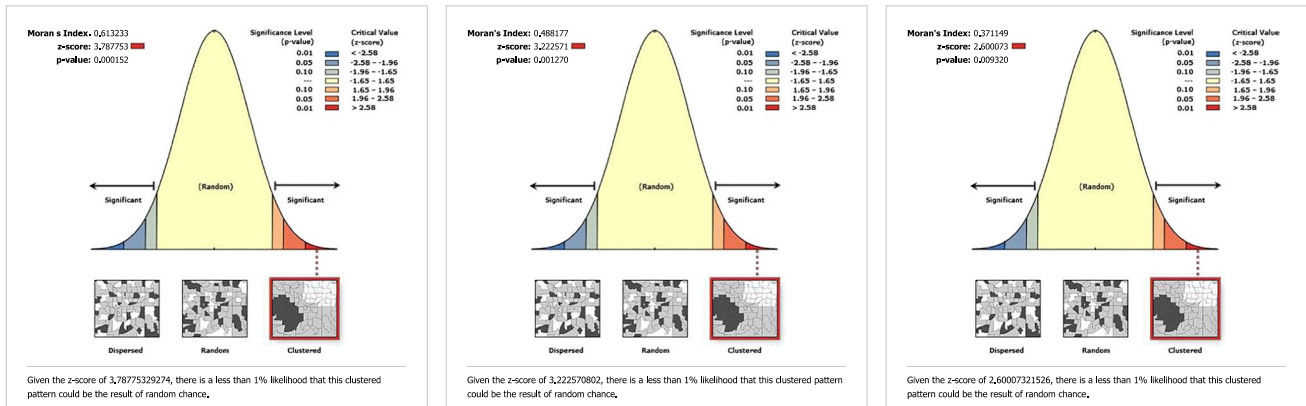 Moran s Index. 0.613233
z-score: 3.787753
p-value: 0.000152
Significance Level
(p-value)
Critical Value
(z-score)
0.01 < -2.58
0.05 -2.58 – -1.96
0.10 -1.96 – -1.65
--- -1.65 - 1.65
0.10 1.65 - 1.96
0.05 1.96 - 2.58
0.01 > 2.58
(Random)
Significant
Significant
Dispersed
Random
Clustered
Given the z-score of 3.78775329274, there is a less than 1% likelihood that this clustered
pattern could be the result of random chance.
Moran's Index: 0.488177
z-score: 3.222571
p-value: 0.001270
Significance Level
(p-value)
Critical Value
(z-score)
0.01 < -2.58
0.05 -2.58 – -1.96
0.10 -1.96 – -1.65
--- -1.65 - 1.65
0.10 1.65 - 1.96
0.05 1.96 - 2.58
0.01 > 2.58
(Random)
Significant
Significant
Dispersed
Random
Clustered
Given the z-score of 3.222570802, there is a less than 1% likelihood that this clustered pattern
could be the result of random chance.
Moran's Index: 0.371149
z-score: 2.600073
p-value: 0.009320
Significance Level
(p-value)
Critical Value
(z-score)
0.01 < -2.58
0.05 -2.58 – -1.96
0.10 -1.96 – -1.65
--- -1.65 - 1.65
0.10 1.65 - 1.96
0.05 1.96 - 2.58
0.01 > 2.58
(Random)
Significant
Significant
Dispersed
Random
Clustered
Given the z-score of 2.60007321526, there is a less than 1% likelihood that this clustered
pattern could be the result of random chance.